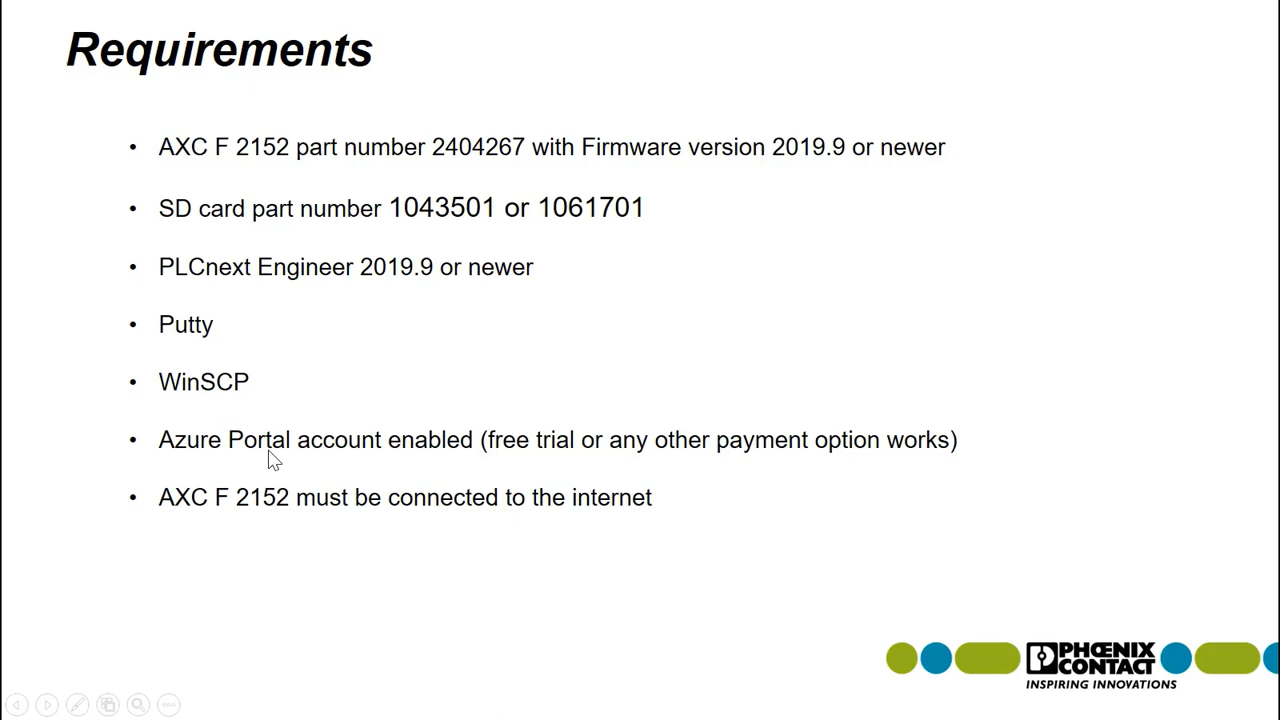 Requirements
• AXC F 2152 part number 2404267 with Firmware version 2019.9 or newer
• SD card part number 1043501 or 1061701
• PLCnext Engineer 2019.9 or newer
• Putty
• WinSCP
• Azure Portal account enabled (free trial or any other payment option works)
• AXC F 2152 must be connected to the internet
PHŒNIX
CONTACT
INSPIRING INNOVATIONS